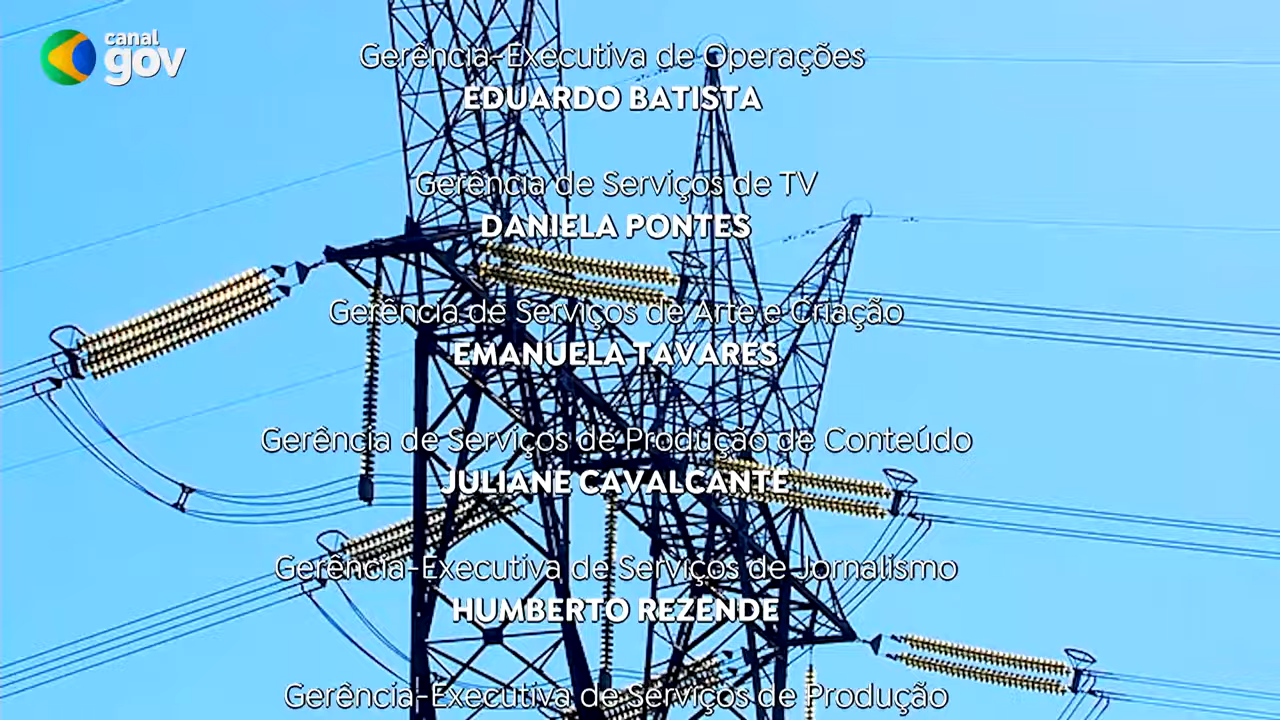 canal
gov
Gerência-Executiva de Operações
EDUARDO BATISTA
Gerência de Serviços de TV
DANIELA PONTES
Gerência de Serviços de Arte e Criação
EMANUELA TAVARES
Gerência de Serviços de Produção de Conteúdo
JULIANE CAVALCANTE
Gerência-Executiva de Serviços de Jornalismo
HUMBERTO REZENDE
Gerência-Executiva de Serviços de Produção